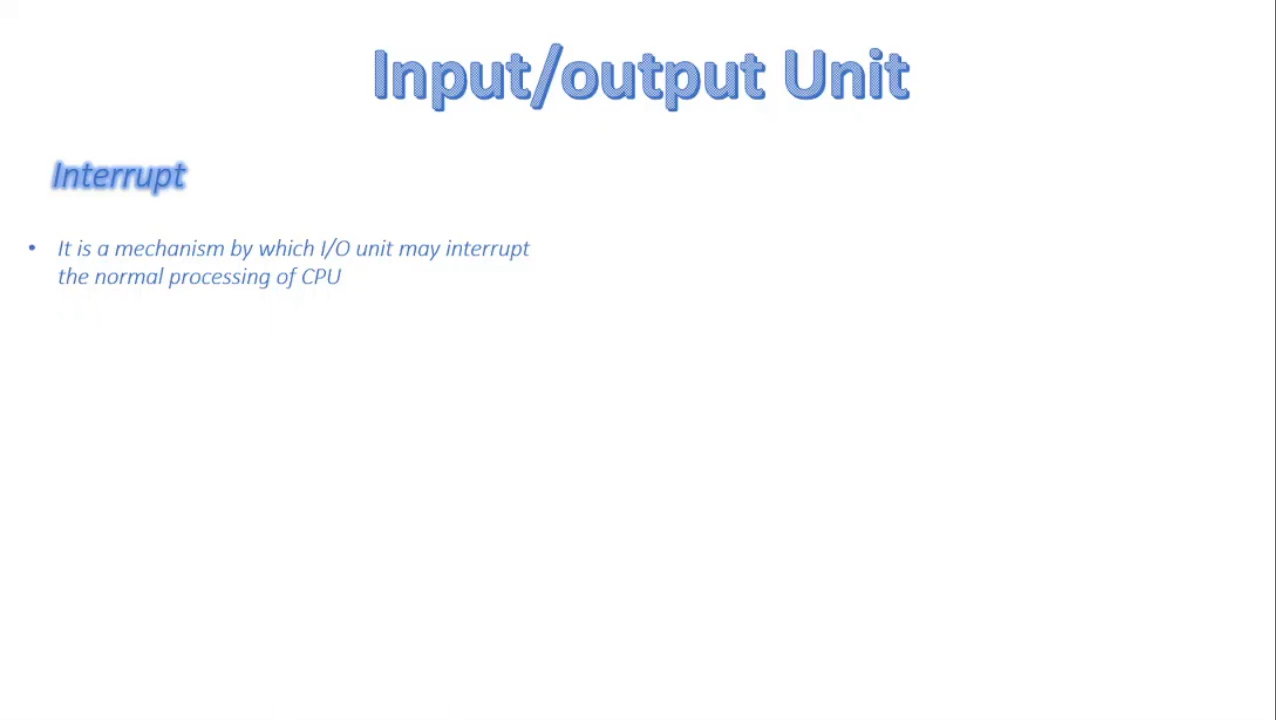 Input/output Unit
Interrupt
• It is a mechanism by which I/O unit may interrupt
the normal processing of CPU